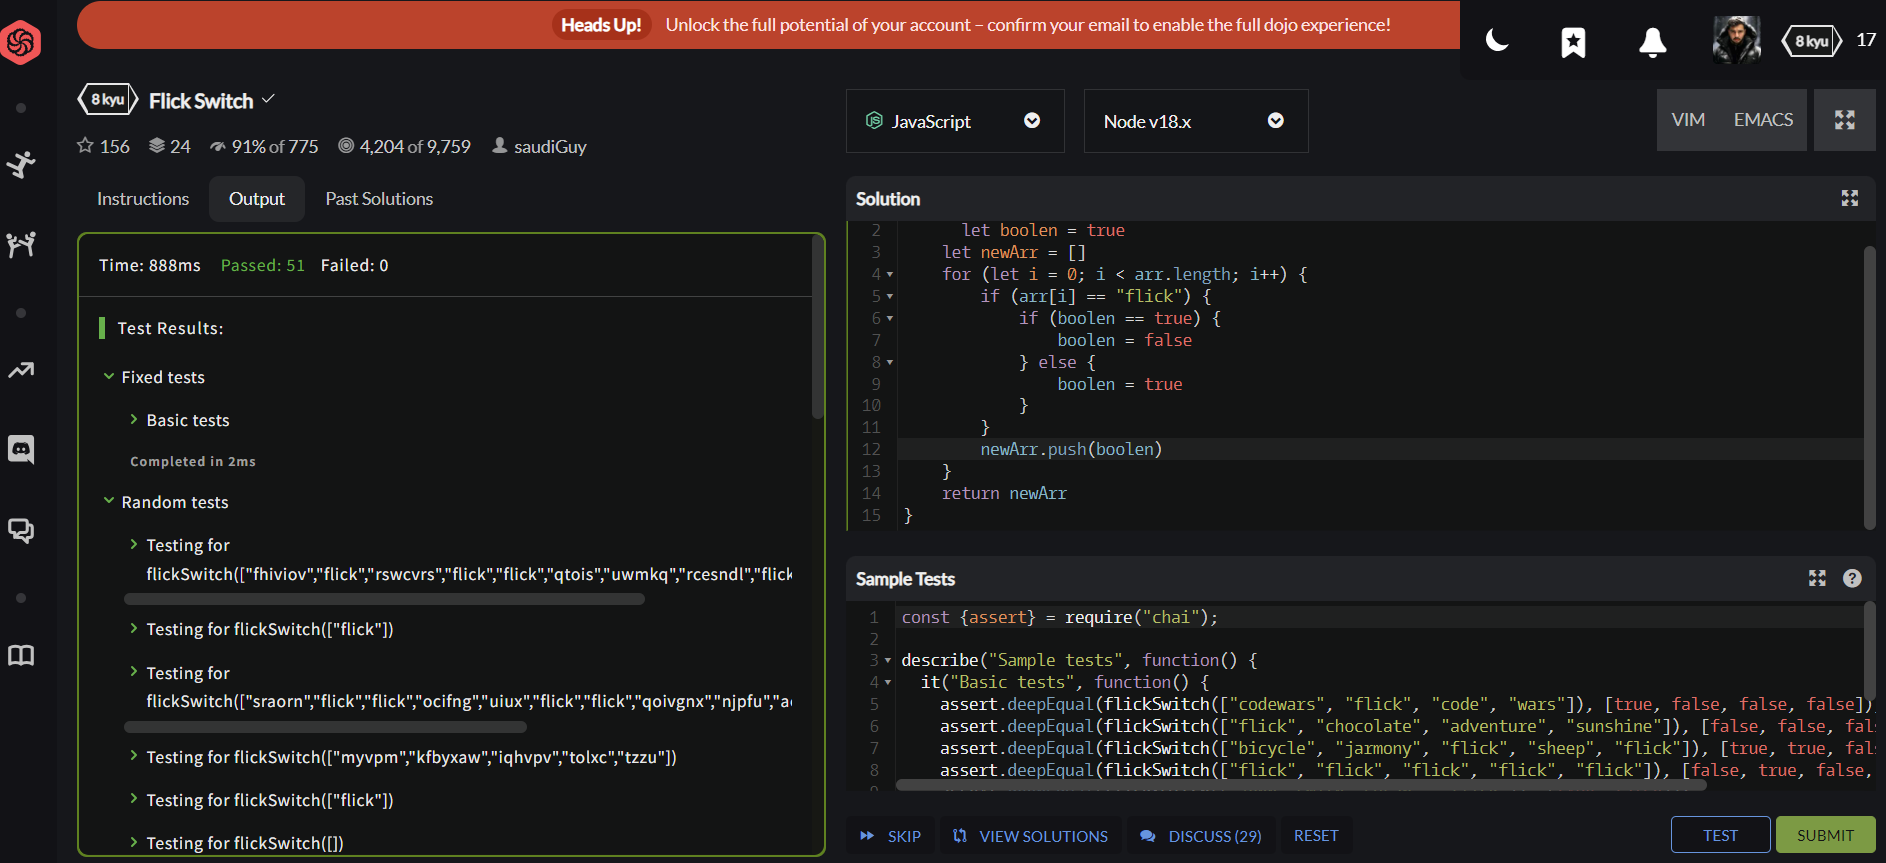 Heads Up! Unlock the full potential of your account – confirm your email to enable the full dojo experience!
8 kyu 17
8 kyu Flick Switch
156 24 91% of 775 4,204 of 9,759 saudiGuy
JavaScript
Node v18.x
VIM EMACS
Instructions Output Past Solutions
Time: 888ms Passed: 51 Failed: 0
Test Results:
Fixed tests
Basic tests
Completed in 2ms
Random tests
Testing for
flickSwitch(["fhiviov","flick","rswcvrs","flick","flick","qtois","uwmkq","rcesndl","flick
Testing for flickSwitch(["flick"])
Testing for
flickSwitch(["sraorn","flick","flick","ocifng","uiux","flick","flick","qoivgnx","njpfu","a
Testing for flickSwitch(["myvpm","kfbyxaw","iqhvpv","tolxc","tzzu"])
Testing for flickSwitch(["flick"])
Testing for flickSwitch([])
Solution
2 let boolen = true
3 let newArr = []
4 for (let i = 0; i < arr.length; i++) {
5 if (arr[i] == "flick") {
6 if (boolen == true) {
7 boolen = false
8 } else {
9 boolen = true
10 }
11 }
12 newArr.push(boolen)
13 }
14 return newArr
15 }
Sample Tests
1 const {assert} = require("chai");
2
3 describe("Sample tests", function() {
4 it("Basic tests", function() {
5 assert.deepEqual(flickSwitch(["codewars", "flick", "code", "wars"]), [true, false, false, false])
6 assert.deepEqual(flickSwitch(["flick", "chocolate", "adventure", "sunshine"]), [false, false, fal
7 assert.deepEqual(flickSwitch(["bicycle", "jarmony", "flick", "sheep", "flick"]), [true, true, fal
8 assert.deepEqual(flickSwitch(["flick", "flick", "flick", "flick", "flick"]), [false, true, false,
SKIP VIEW SOLUTIONS DISCUSS (29) RESET TEST SUBMIT